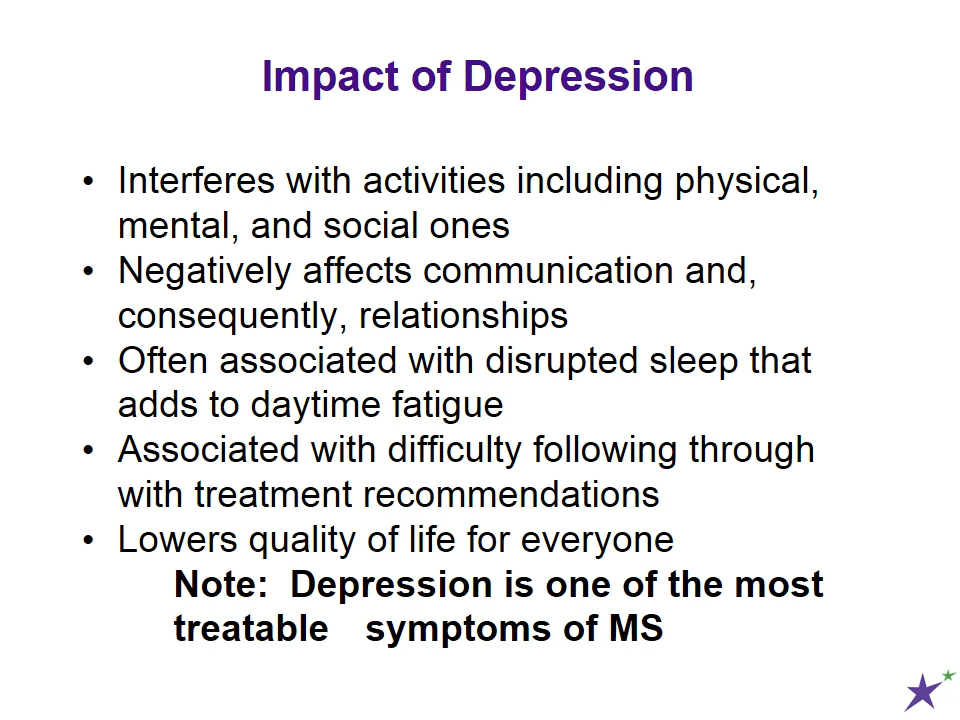 Impact of Depression
• Interferes with activities including physical,
mental, and social ones
• Negatively affects communication and,
consequently, relationships
• Often associated with disrupted sleep that
adds to daytime fatigue
• Associated with difficulty following through
with treatment recommendations
• Lowers quality of life for everyone
Note:  Depression is one of the most
treatable   symptoms of MS